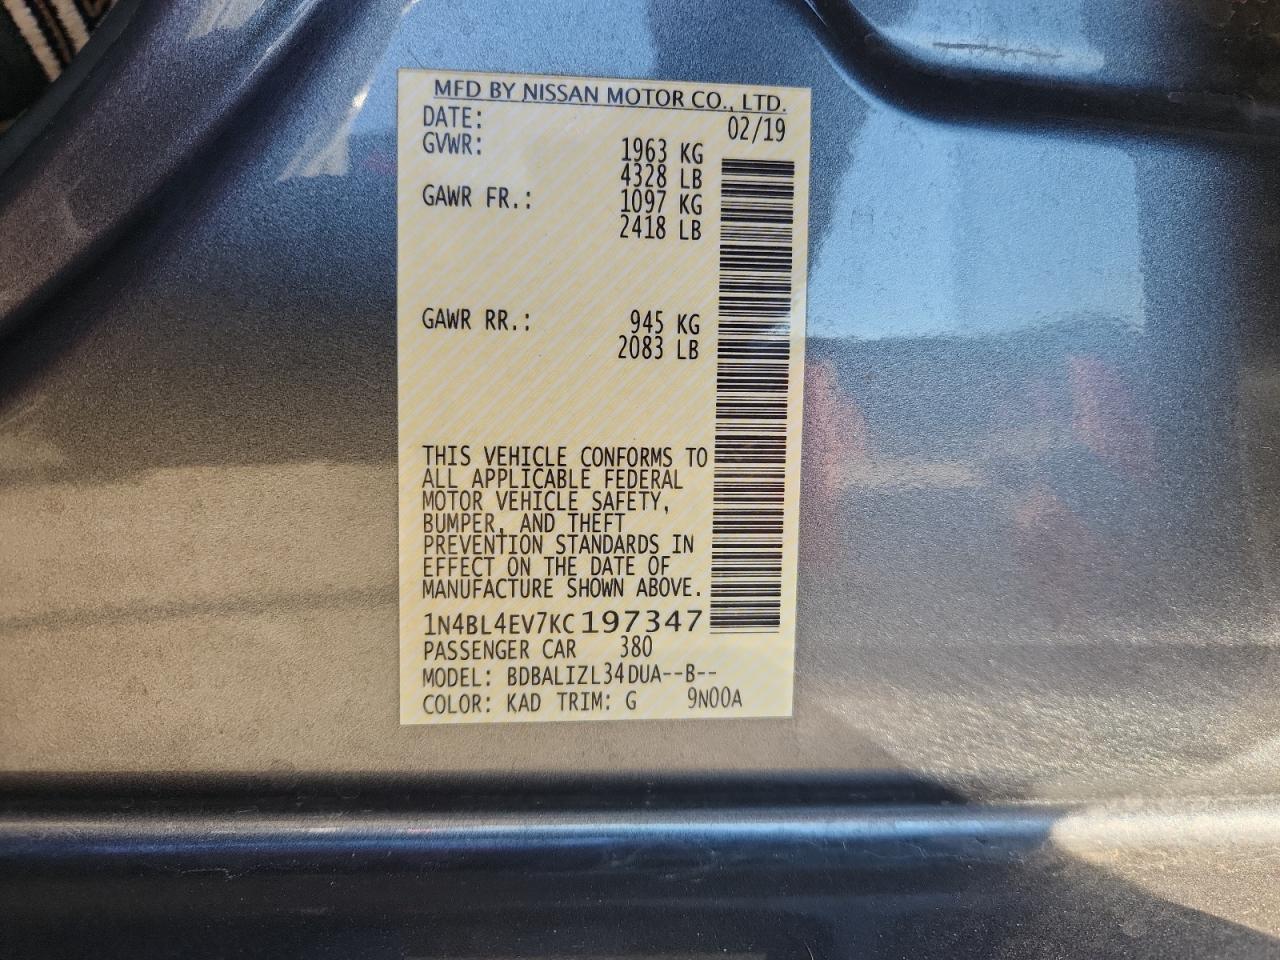 MFD BY NISSAN MOTOR CO., LTD.
DATE: 02/19
GVWR: 1963 KG
4328 LB
GAWR FR.: 1097 KG
2418 LB
GAWR RR.: 945 KG
2083 LB
THIS VEHICLE CONFORMS TO
ALL APPLICABLE FEDERAL
MOTOR VEHICLE SAFETY,
BUMPER, AND THEFT
PREVENTION STANDARDS IN
EFFECT ON THE DATE OF
MANUFACTURE SHOWN ABOVE.
1N4BL4EV7KC197347
PASSENGER CAR 380
MODEL: BDBALIZL34DUA--B--
COLOR: KAD TRIM: G 9N00A